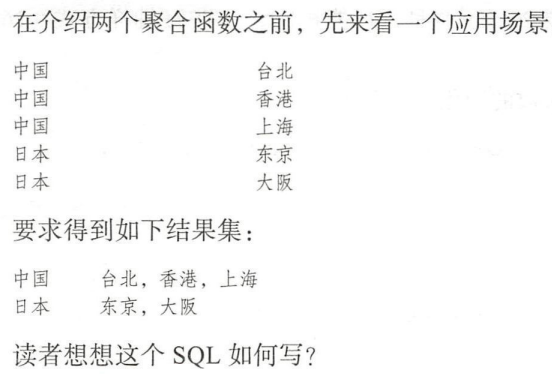 在介绍两个聚合函数之前，先来看一个应用场景
中国 台北
中国 香港
中国 上海
日本 东京
日本 大阪
要求得到如下结果集：
中国 台北，香港，上海
日本 东京，大阪
读者想想这个 SQL 如何写？